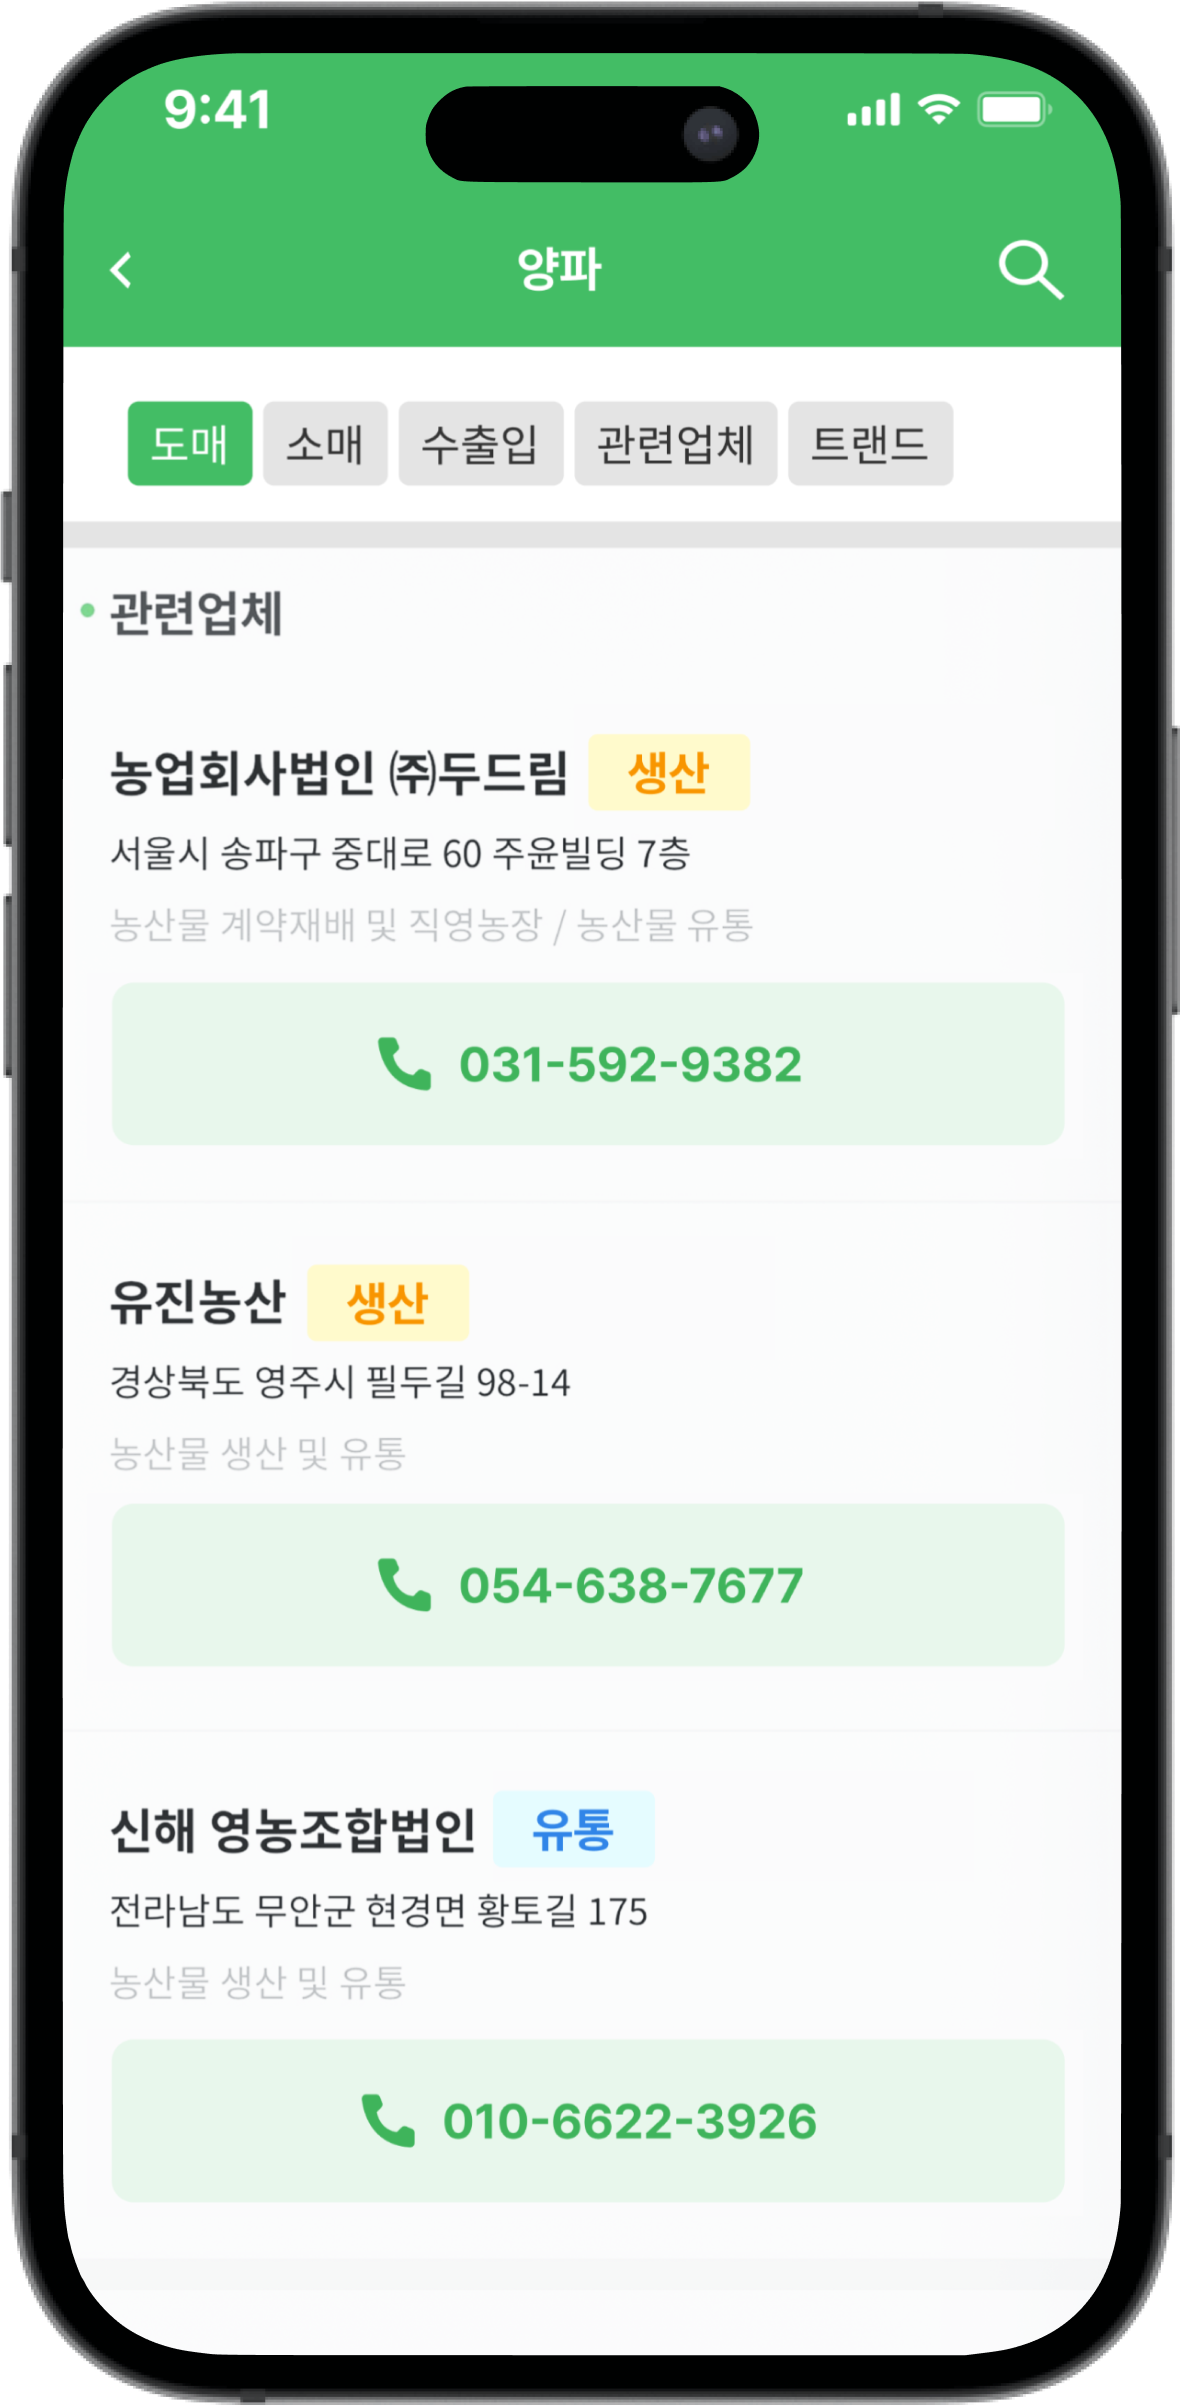 9:41
양파
도매 소매 수출입 관련업체 트랜드
관련업체
농업회사법인 ㈜두드림 생산
서울시 송파구 중대로 60 주윤빌딩 7층
농산물 계약재배 및 직영농장 / 농산물 유통
031-592-9382
유진농산 생산
경상북도 영주시 필두길 98-14
농산물 생산 및 유통
054-638-7677
신해 영농조합법인 유통
전라남도 무안군 현경면 황토길 175
농산물 생산 및 유통
010-6622-3926